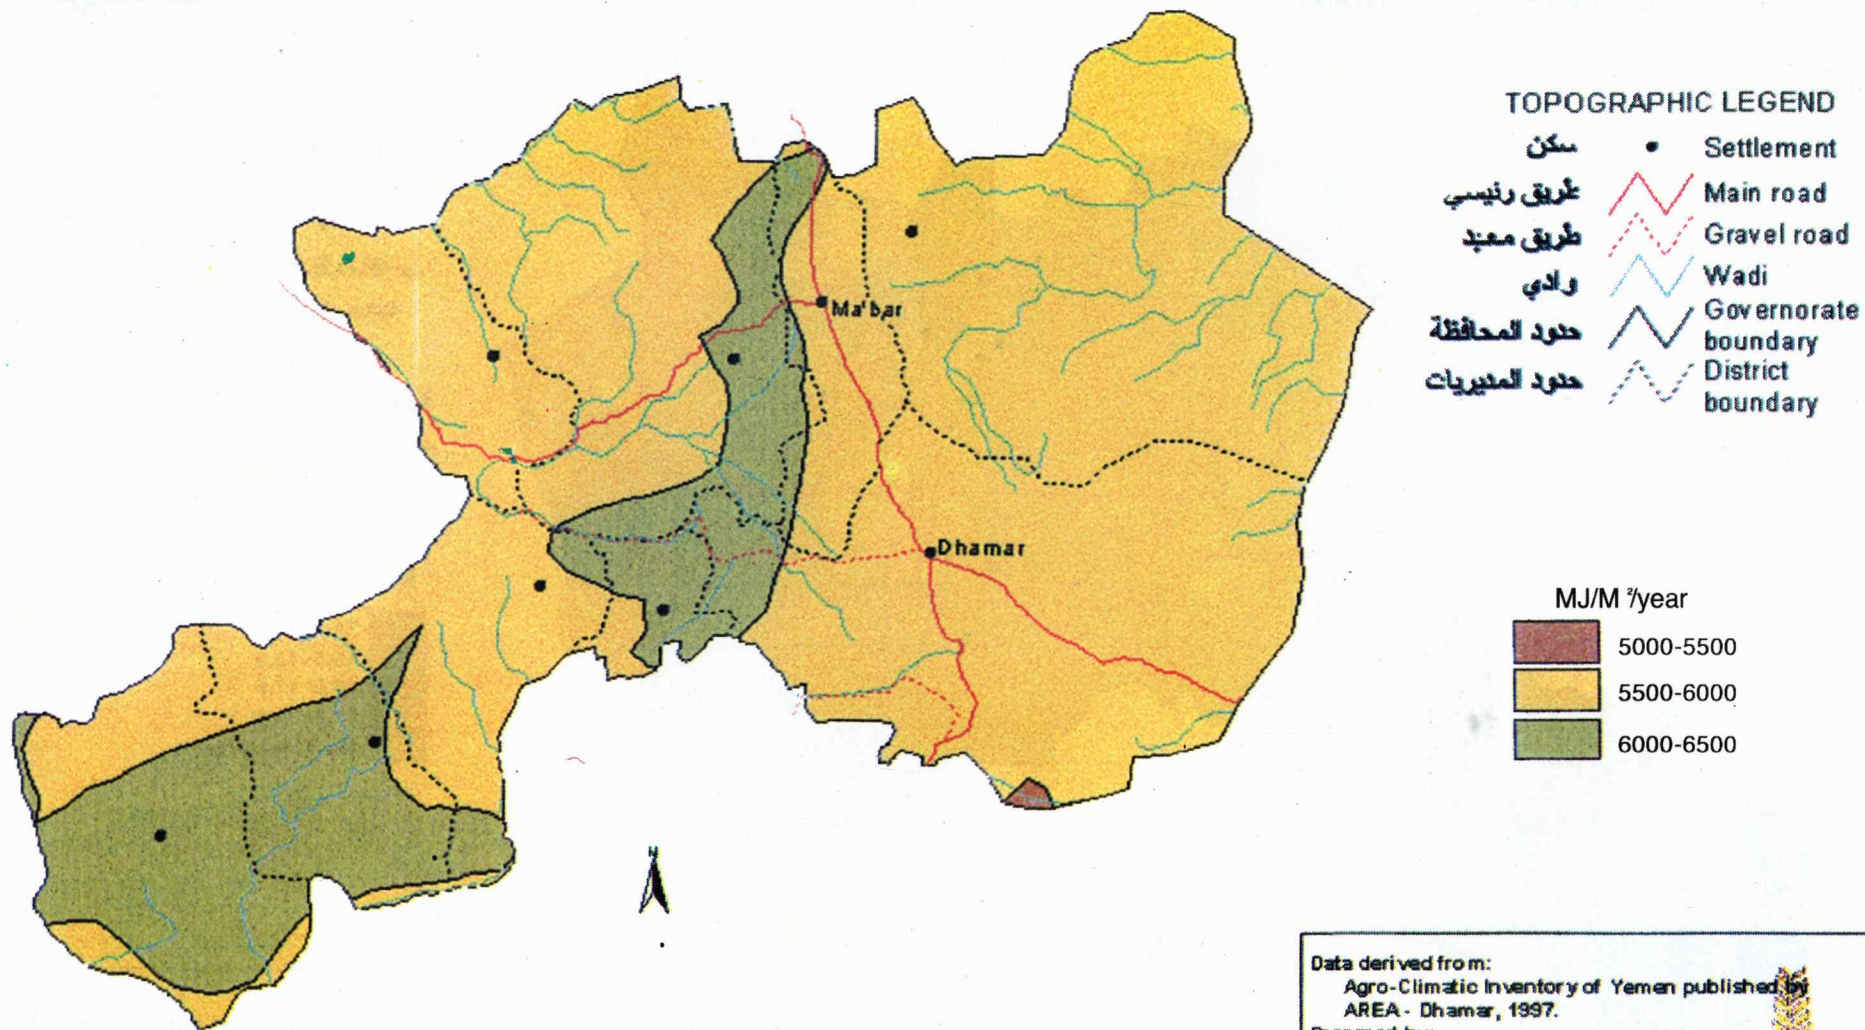 TOPOGRAPHIC LEGEND
سكن Settlement
طريق رئيسي Main road
طريق معبد Gravel road
وادي Wadi
حدود المحافظة Governorate boundary
حدود المديريات District boundary
Ma'bar
Dhamar
MJ/M²/year
5000-5500
5500-6000
6000-6500
N
Data derived from:
Agro-Climatic Inventory of Yemen published by
AREA - Dhamar, 1997.